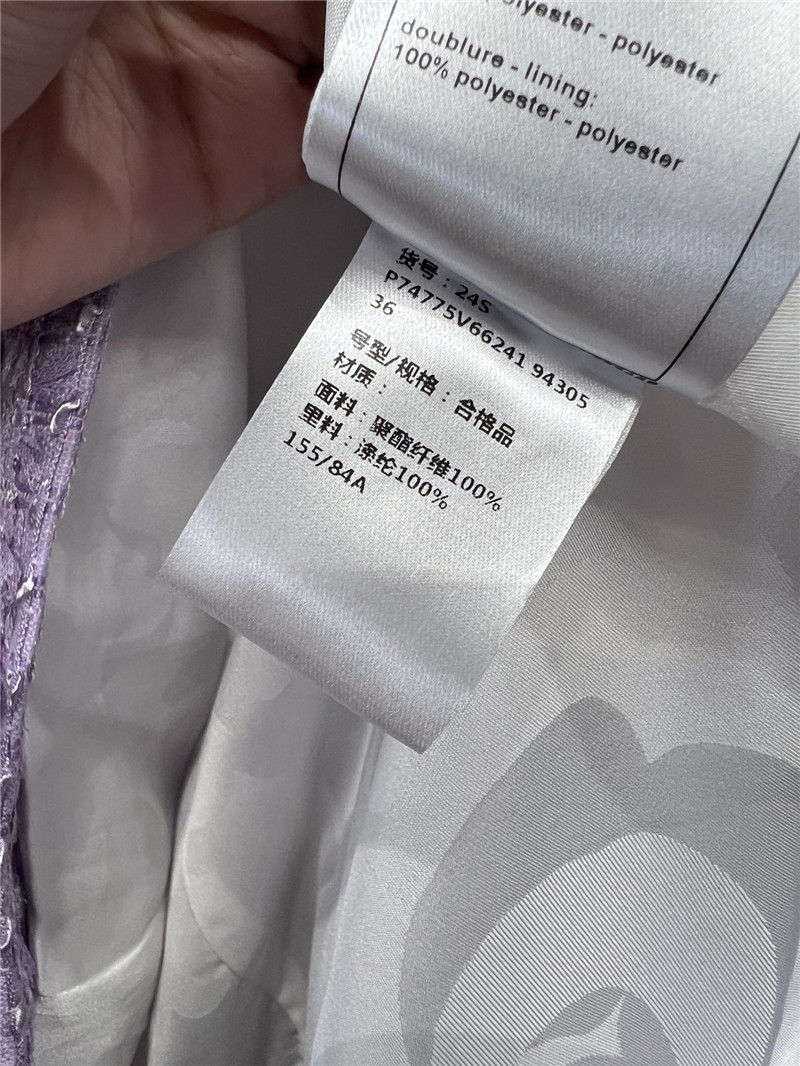 polyester - polyester
doublure - lining:
100% polyester - polyester
货号：24S
P74775V66241 94305
36
号型/规格：合格品
材质：
面料：聚酯纤维100%
里料：涤纶100%
155/84A